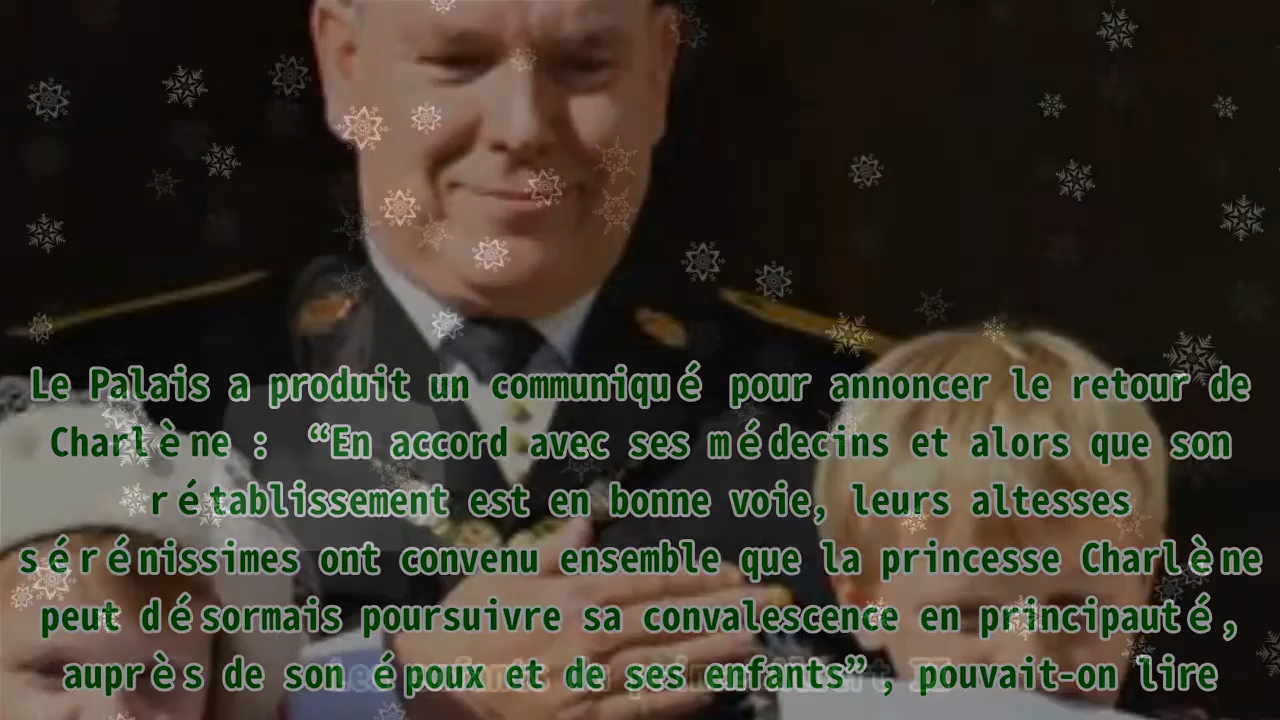 Le Palais a produit un communiqué pour annoncer le retour de
Charlène : “En accord avec ses médecins et alors que son
rétablissement est en bonne voie, leurs altesses
sérénissimes ont convenu ensemble que la princesse Charlène
peut désormais poursuivre sa convalescence en principauté,
auprès de son époux et de ses enfants”, pouvait-on lire